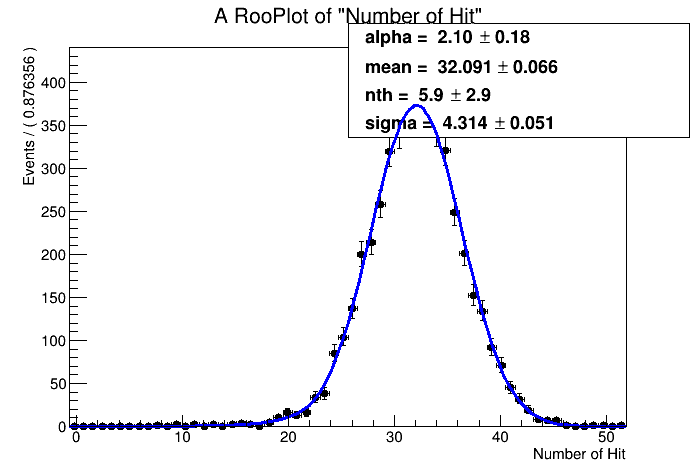 A RooPlot of "Number of Hit"
alpha = 2.10 ± 0.18
mean = 32.091 ± 0.066
nth = 5.9 ± 2.9
sigma = 4.314 ± 0.051
Events / ( 0.876356 )
400
350
300
250
200
150
100
50
0
0 10 20 30 40 50
Number of Hit